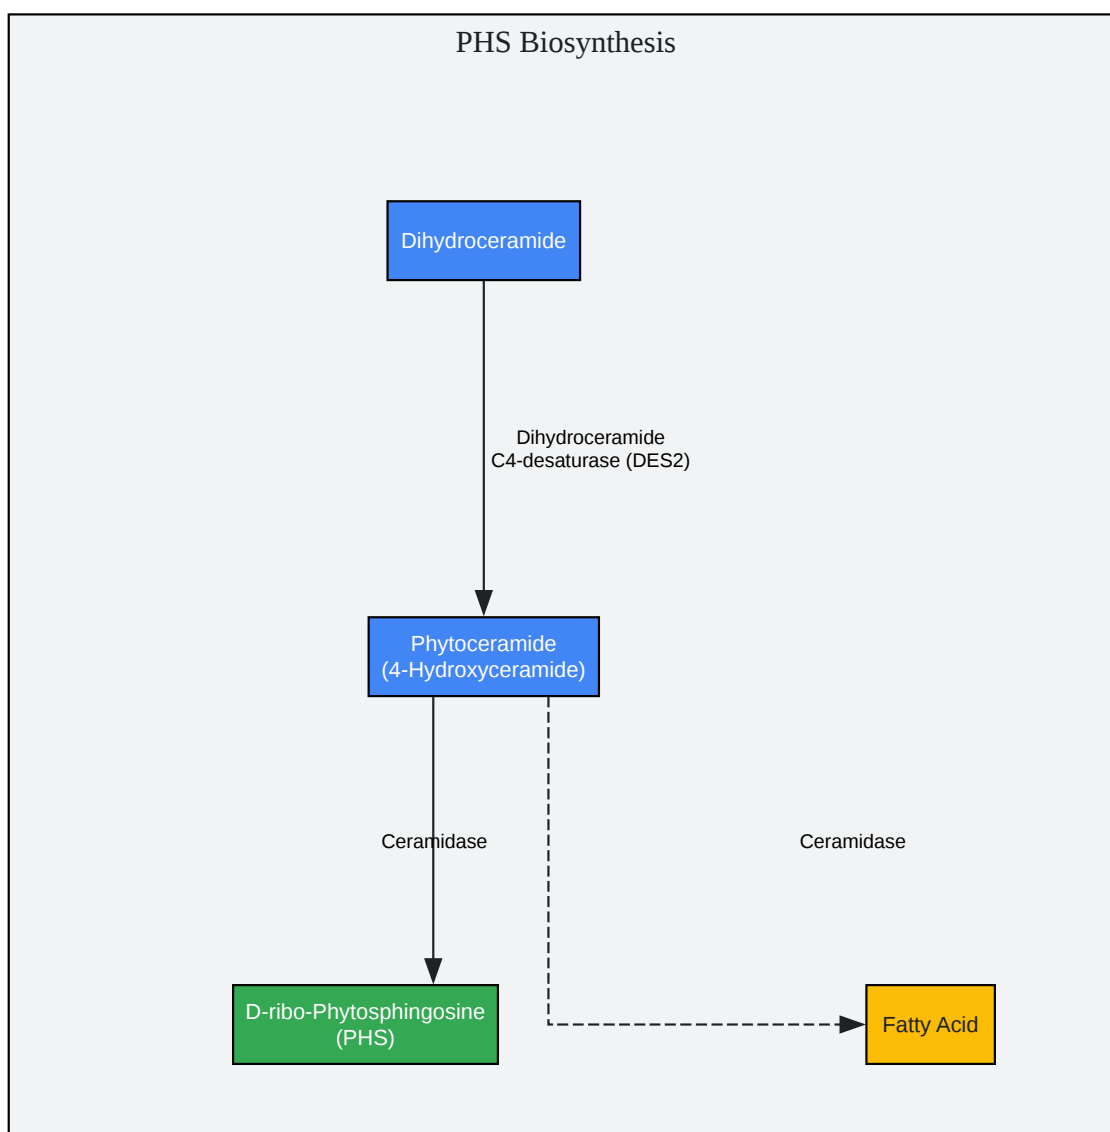 PHS Biosynthesis
Dihydroceramide
Dihydroceramide
C4-desaturase (DES2)
Phytoceramide
(4-Hydroxyceramide)
Ceramidase
Ceramidase
D-ribo-Phytosphingosine
(PHS)
Fatty Acid